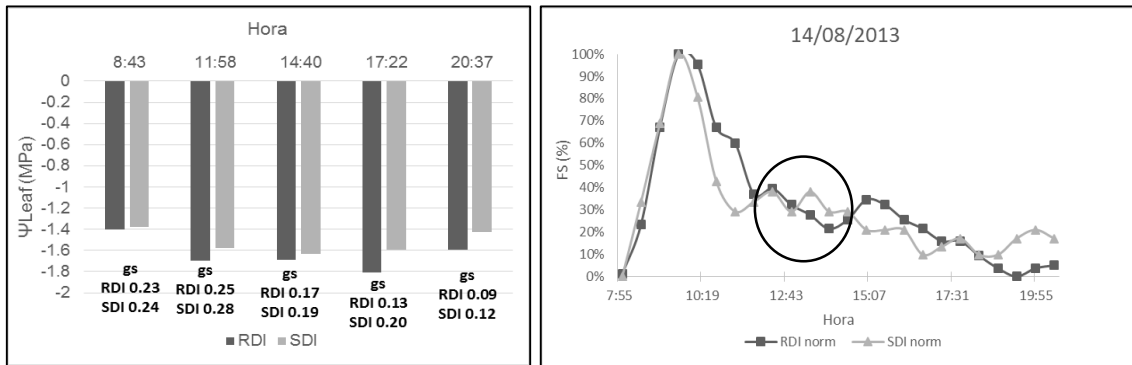 Hora
8:43 11:58 14:40 17:22 20:37
0
-0.2
-0.4
-0.6
-0.8
-1
-1.2
-1.4
-1.6
-1.8
-2
ΨLeaf (MPa)
gs
RDI 0.23
SDI 0.24
gs
RDI 0.25
SDI 0.28
gs
RDI 0.17
SDI 0.19
gs
RDI 0.13
SDI 0.20
gs
RDI 0.09
SDI 0.12
RDI SDI
14/08/2013
100%
90%
80%
70%
60%
50%
40%
30%
20%
10%
0%
FS (%)
7:55 10:19 12:43 15:07 17:31 19:55
Hora
RDI norm SDI norm